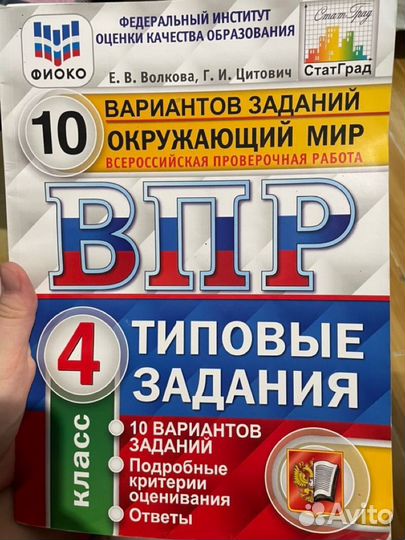 ФЕДЕРАЛЬНЫЙ ИНСТИТУТ
ОЦЕНКИ КАЧЕСТВА ОБРАЗОВАНИЯ
ФИОКО
СтатГрад
СтатГрад
Е. В. Волкова, Г. И. Цитович
10
ВАРИАНТОВ ЗАДАНИЙ
ОКРУЖАЮЩИЙ МИР
ВСЕРОССИЙСКАЯ ПРОВЕРОЧНАЯ РАБОТА
ВПР
4
класс
ТИПОВЫЕ
ЗАДАНИЯ
• 10 ВАРИАНТОВ
ЗАДАНИЙ
• Подробные
критерии
оценивания
• Ответы
Avito